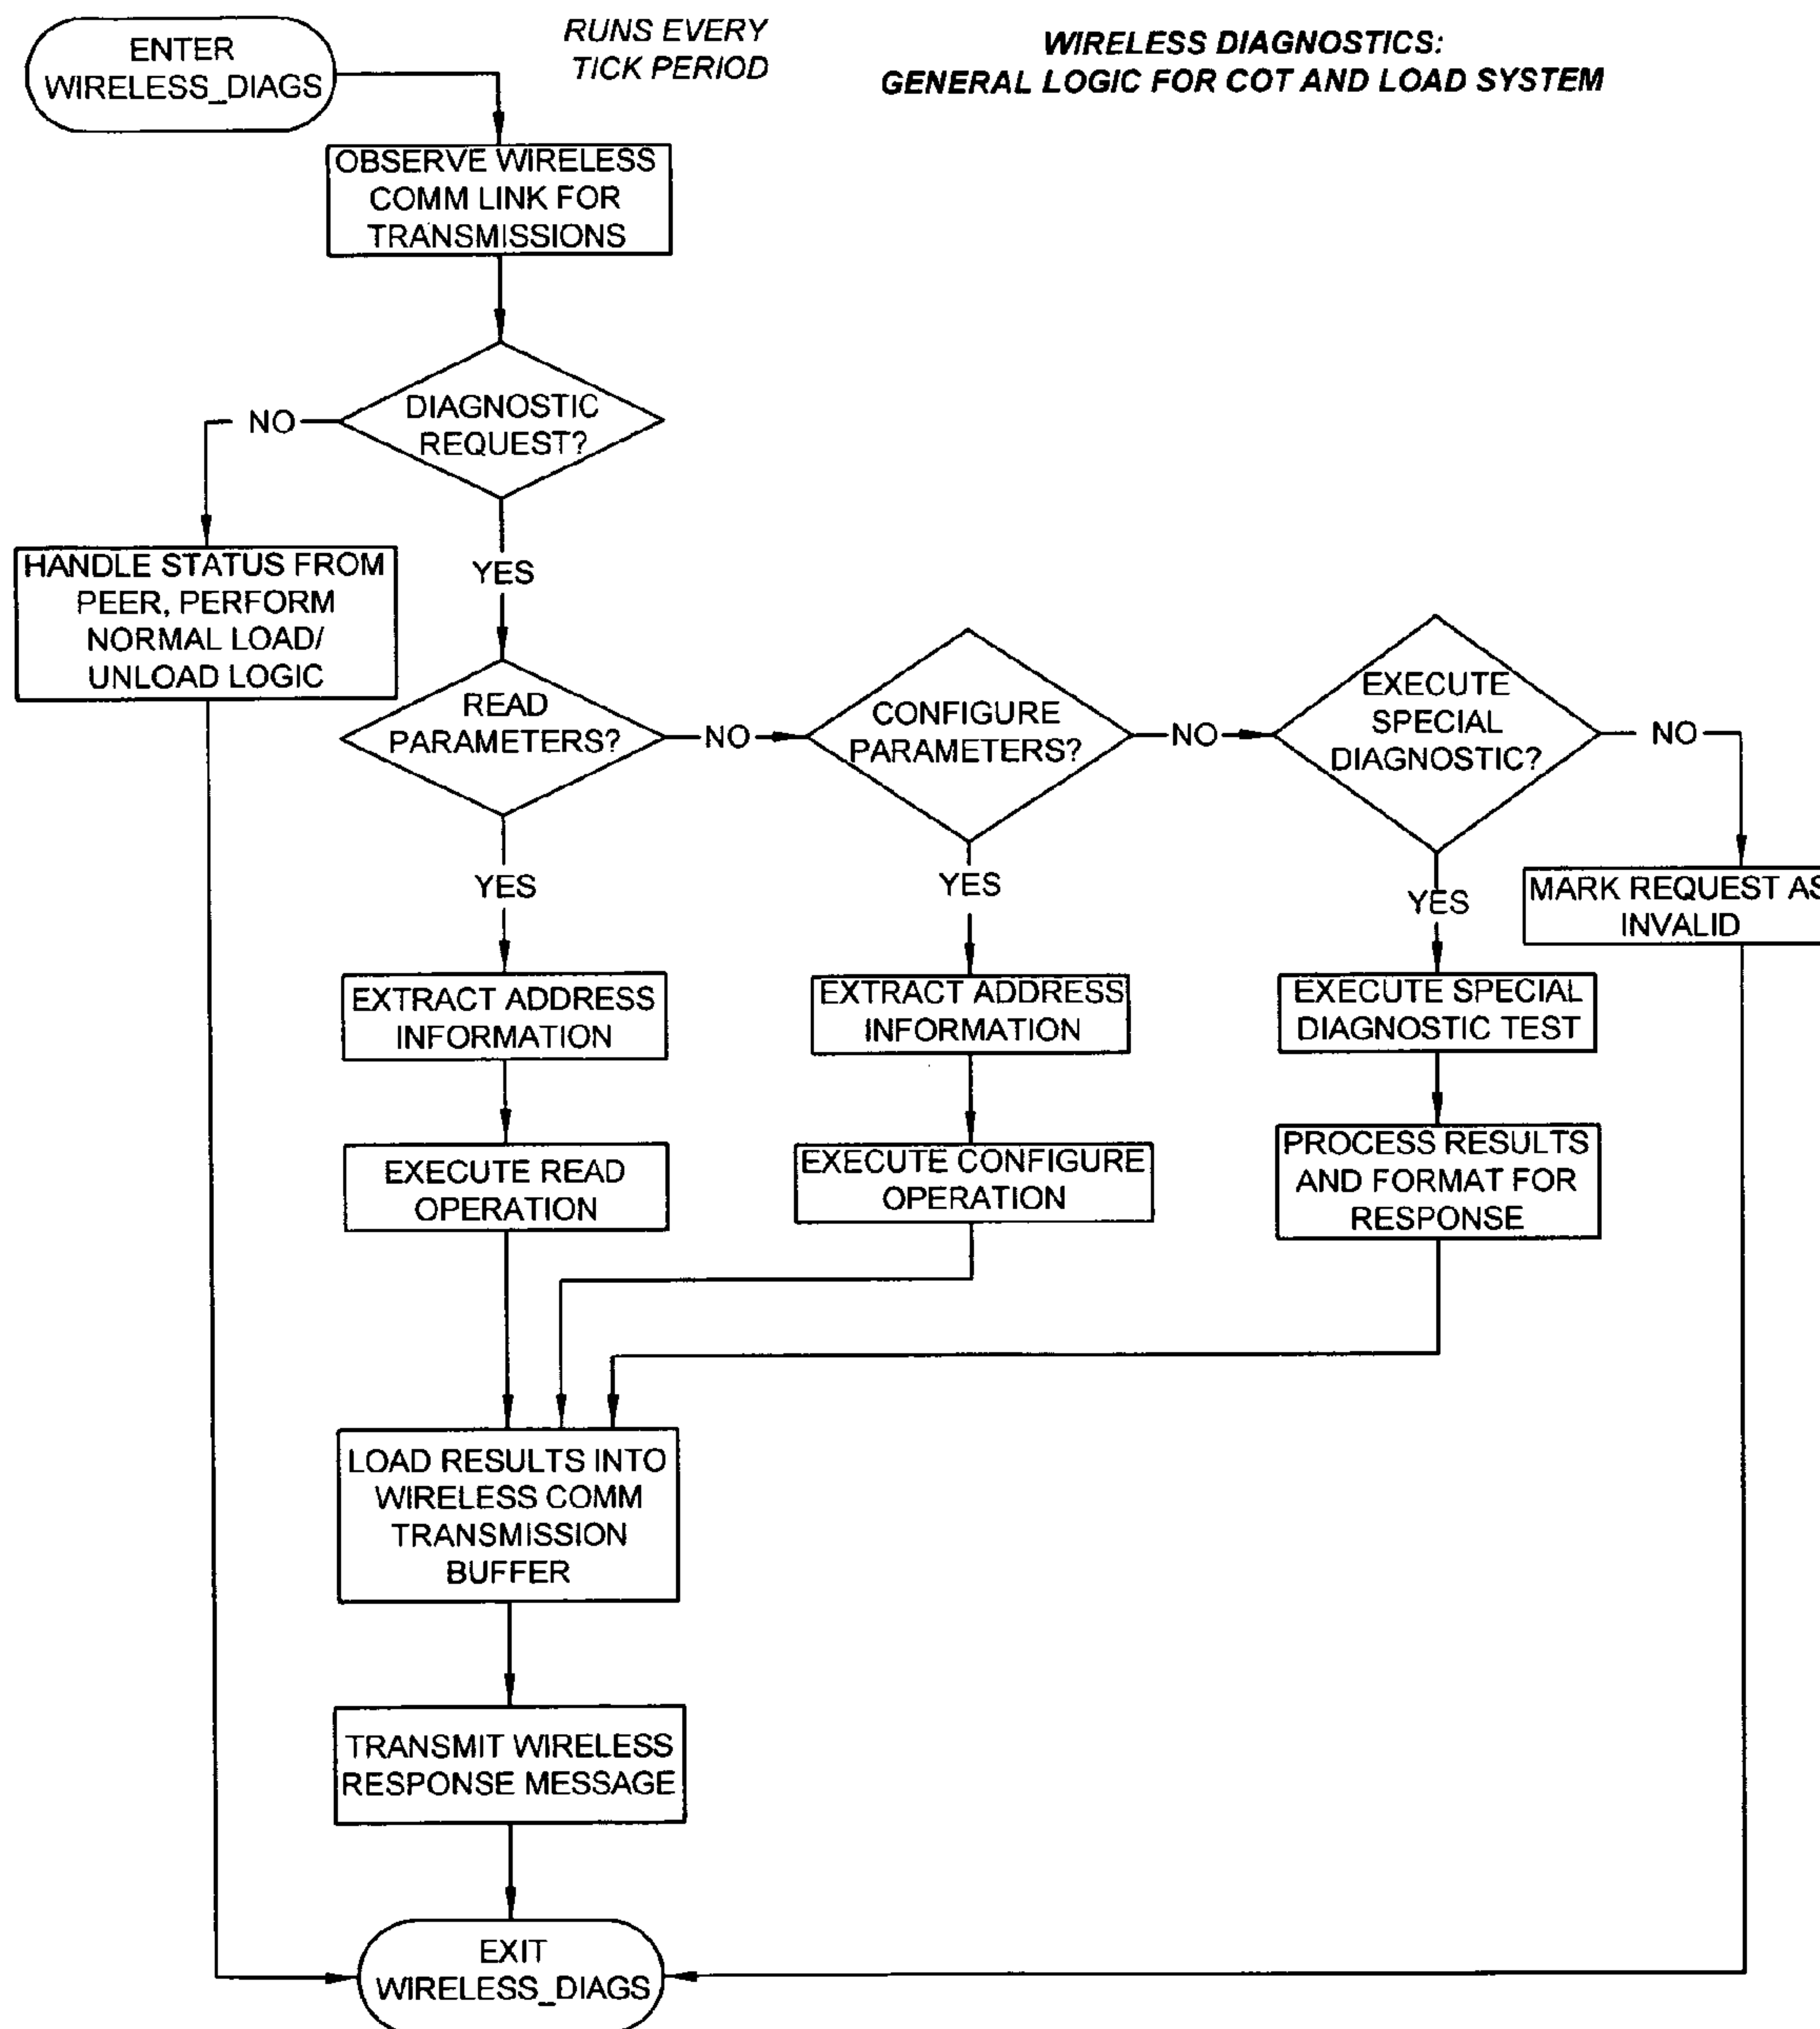 ENTER
WIRELESS_DIAGS
RUNS EVERY
TICK PERIOD
WIRELESS DIAGNOSTICS:
GENERAL LOGIC FOR COT AND LOAD SYSTEM
OBSERVE WIRELESS
COMM LINK FOR
TRANSMISSIONS
DIAGNOSTIC
REQUEST?
NO
YES
HANDLE STATUS FROM
PEER, PERFORM
NORMAL LOAD/
UNLOAD LOGIC
READ
PARAMETERS?
NO
CONFIGURE
PARAMETERS?
NO
EXECUTE
SPECIAL
DIAGNOSTIC?
NO
YES
YES
YES
MARK REQUEST AS
INVALID
EXTRACT ADDRESS
INFORMATION
EXTRACT ADDRESS
INFORMATION
EXECUTE SPECIAL
DIAGNOSTIC TEST
EXECUTE READ
OPERATION
EXECUTE CONFIGURE
OPERATION
PROCESS RESULTS
AND FORMAT FOR
RESPONSE
LOAD RESULTS INTO
WIRELESS COMM
TRANSMISSION
BUFFER
TRANSMIT WIRELESS
RESPONSE MESSAGE
EXIT
WIRELESS_DIAGS